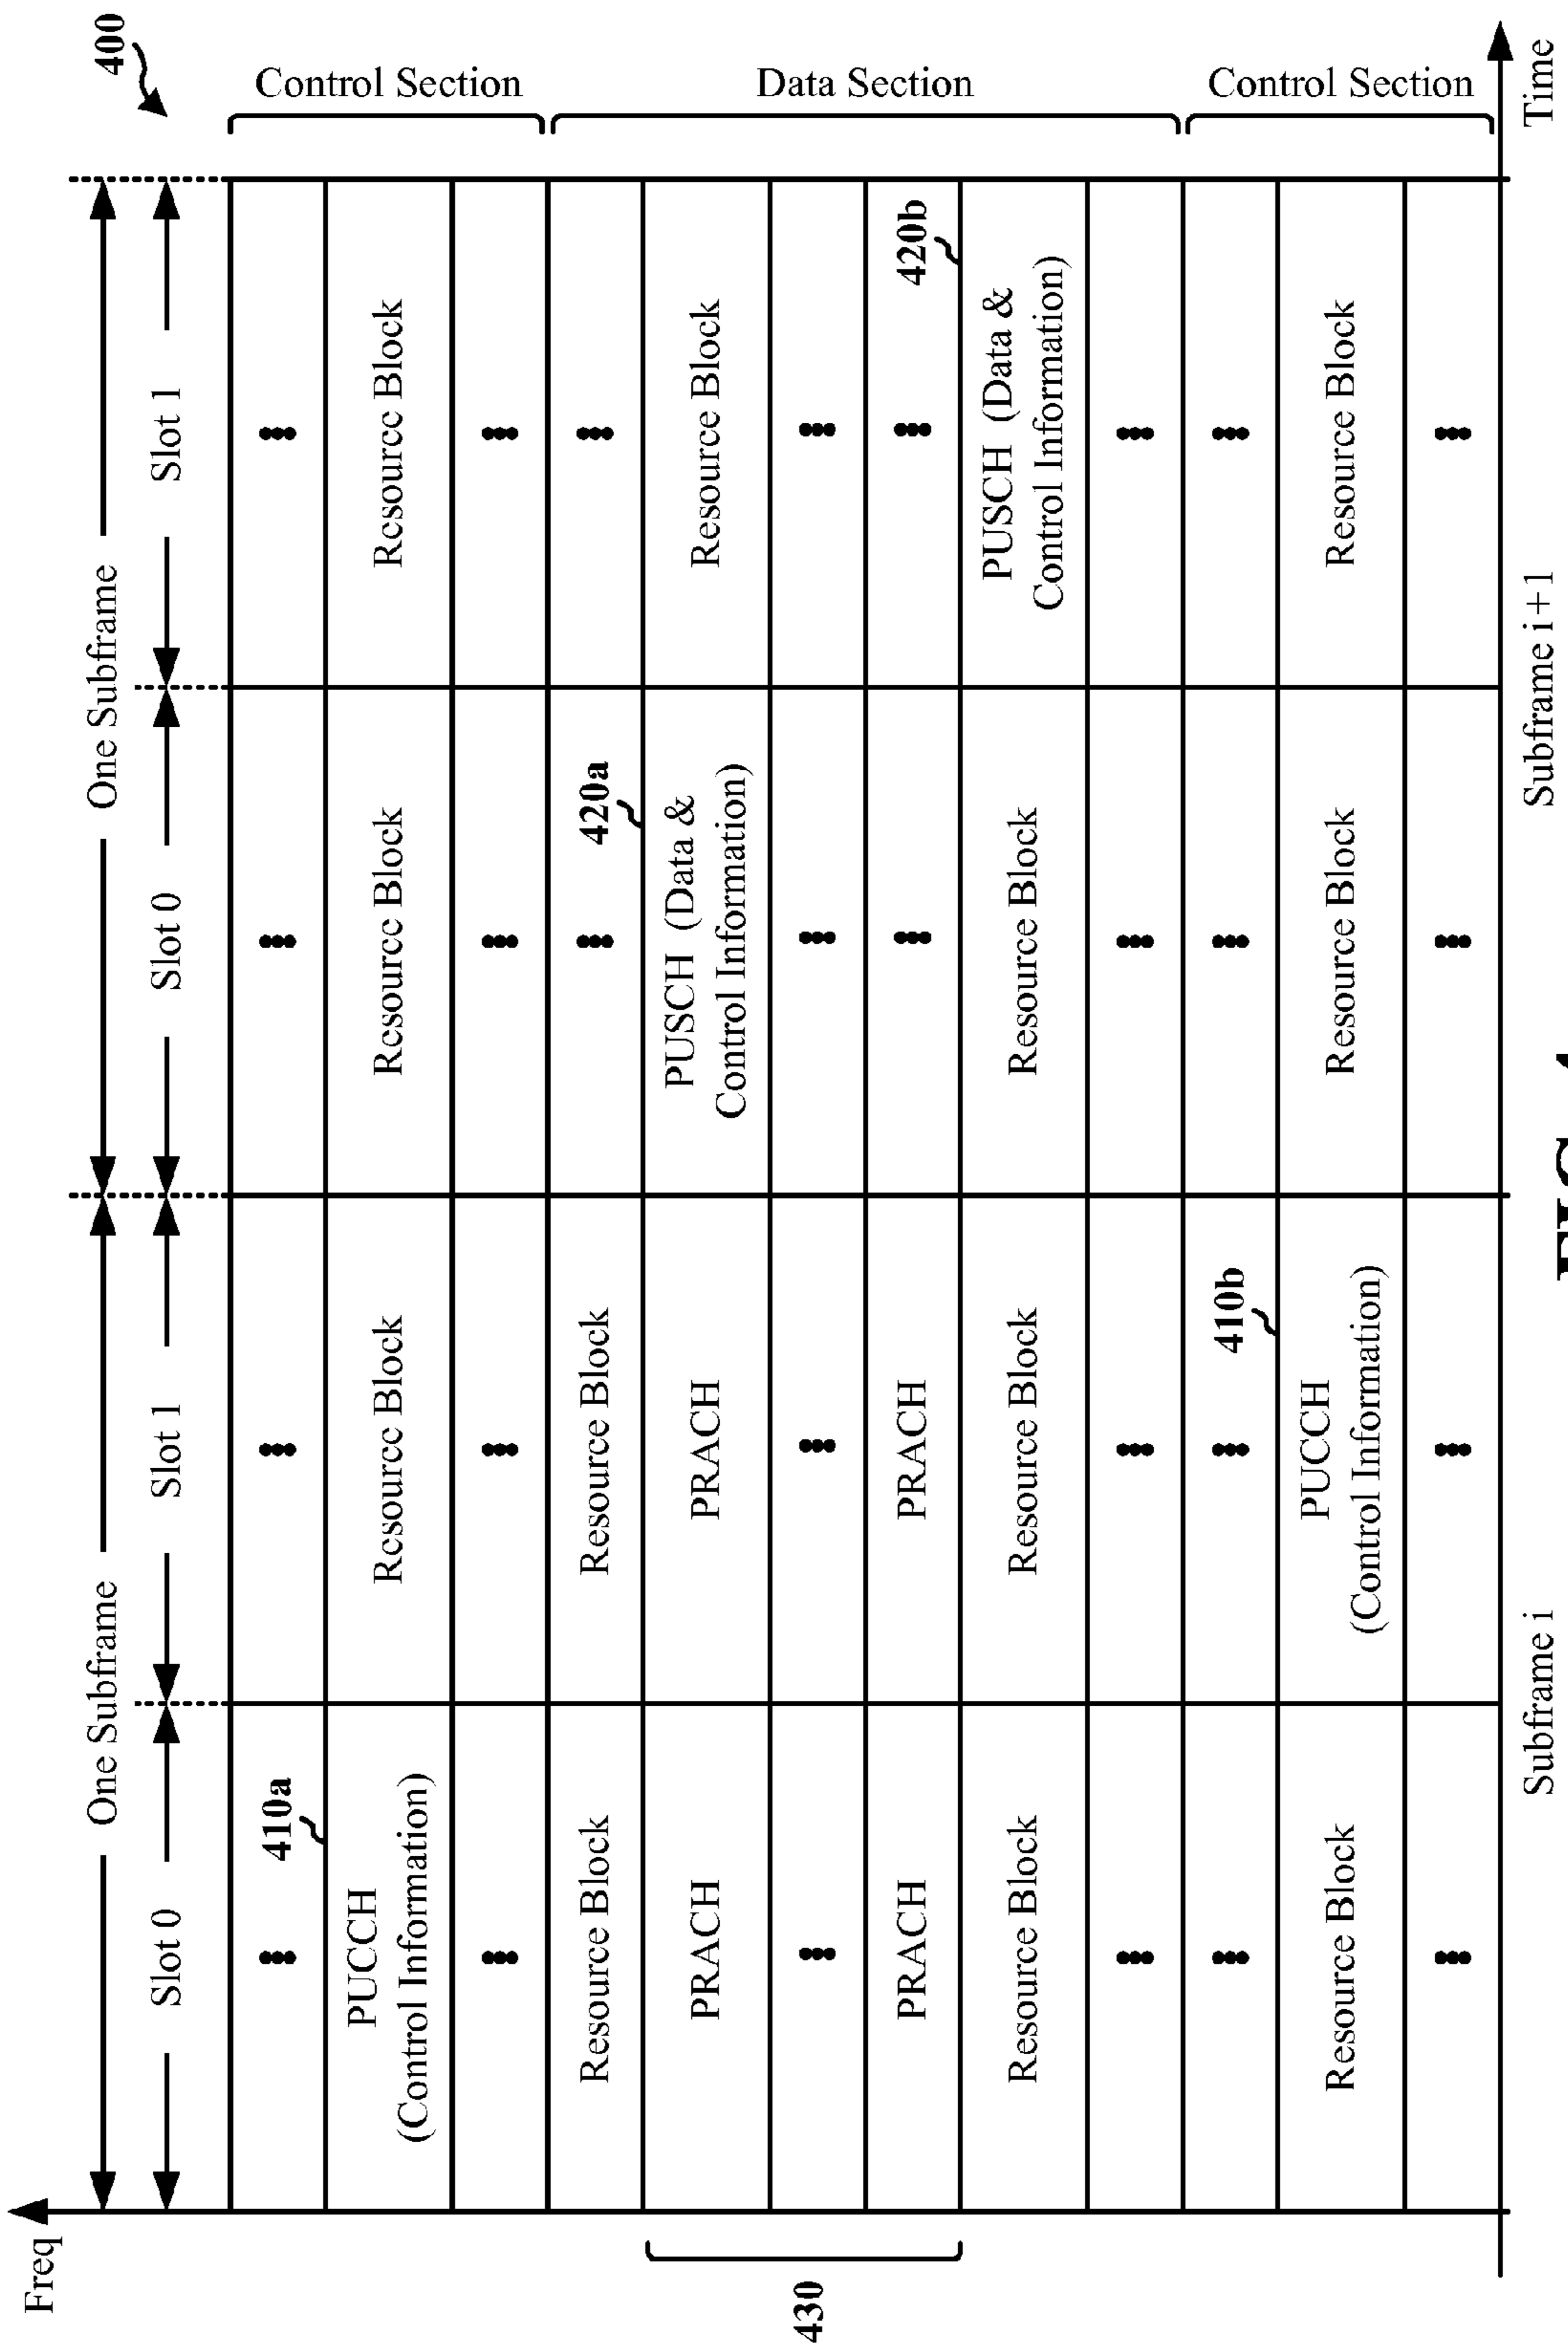 400
One Subframe
One Subframe
Slot 0
Slot 1
Slot 0
Slot 1
Freq
Control Section
410a
PUCCH
(Control Information)
Resource Block
Resource Block
Resource Block
Data Section
Resource Block
Resource Block
420a
430
PRACH
PRACH
PUSCH (Data &
Control Information)
Resource Block
PRACH
PRACH
420b
Resource Block
Resource Block
Resource Block
PUSCH (Data &
Control Information)
Control Section
410b
Resource Block
PUCCH
(Control Information)
Resource Block
Resource Block
Time
Subframe i
Subframe i+1